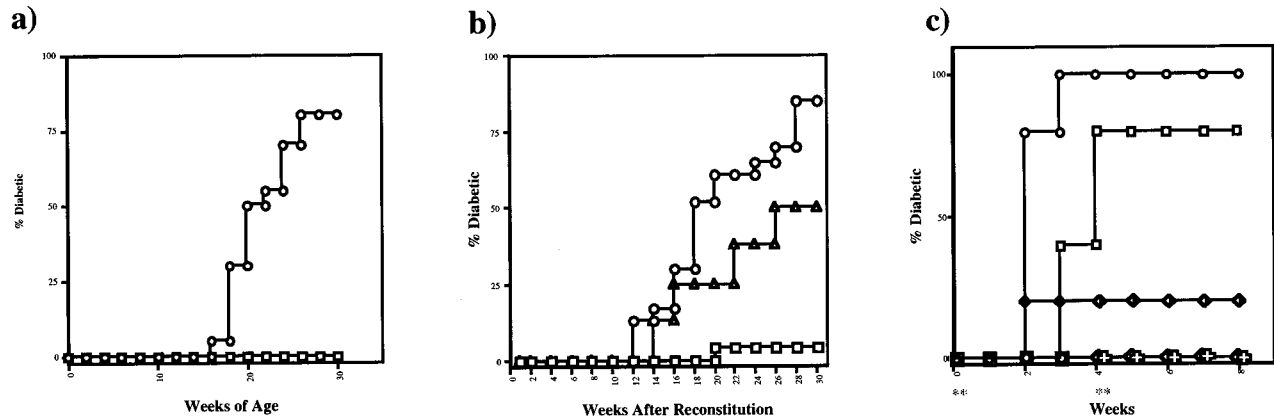 a)
100
75
50
25
0
% Diabetic
0
10
20
30
Weeks of Age
b)
100
75
50
25
0
% Diabetic
0 2 4 6 8 10 12 14 16 18 20 22 24 26 28 30
Weeks After Reconstitution
c)
100
50
0
% Diabetic
0 2 4 6 8
** **
Weeks